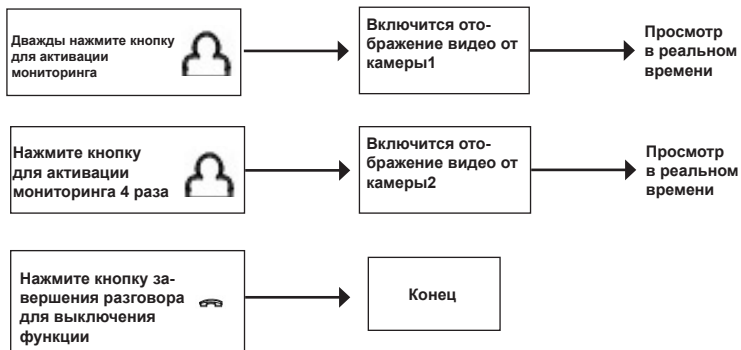 Дважды нажмите кнопку
для активации
мониторинга
Включится ото-
бражение видео от
камеры1
Просмотр
в реальном
времени
Нажмите кнопку
для активации
мониторинга 4 раза
Включится ото-
бражение видео от
камеры2
Просмотр
в реальном
времени
Нажмите кнопку за-
вершения разговора
для выключения
функции
Конец